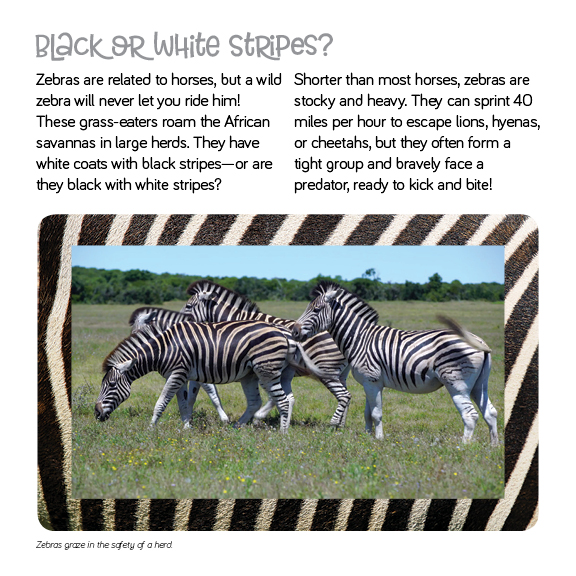 Black or White Stripes?
Zebras are related to horses, but a wild
zebra will never let you ride him!
These grass-eaters roam the African
savannas in large herds. They have
white coats with black stripes—or are
they black with white stripes?
Shorter than most horses, zebras are
stocky and heavy. They can sprint 40
miles per hour to escape lions, hyenas,
or cheetahs, but they often form a
tight group and bravely face a
predator, ready to kick and bite!
Zebras graze in the safety of a herd.